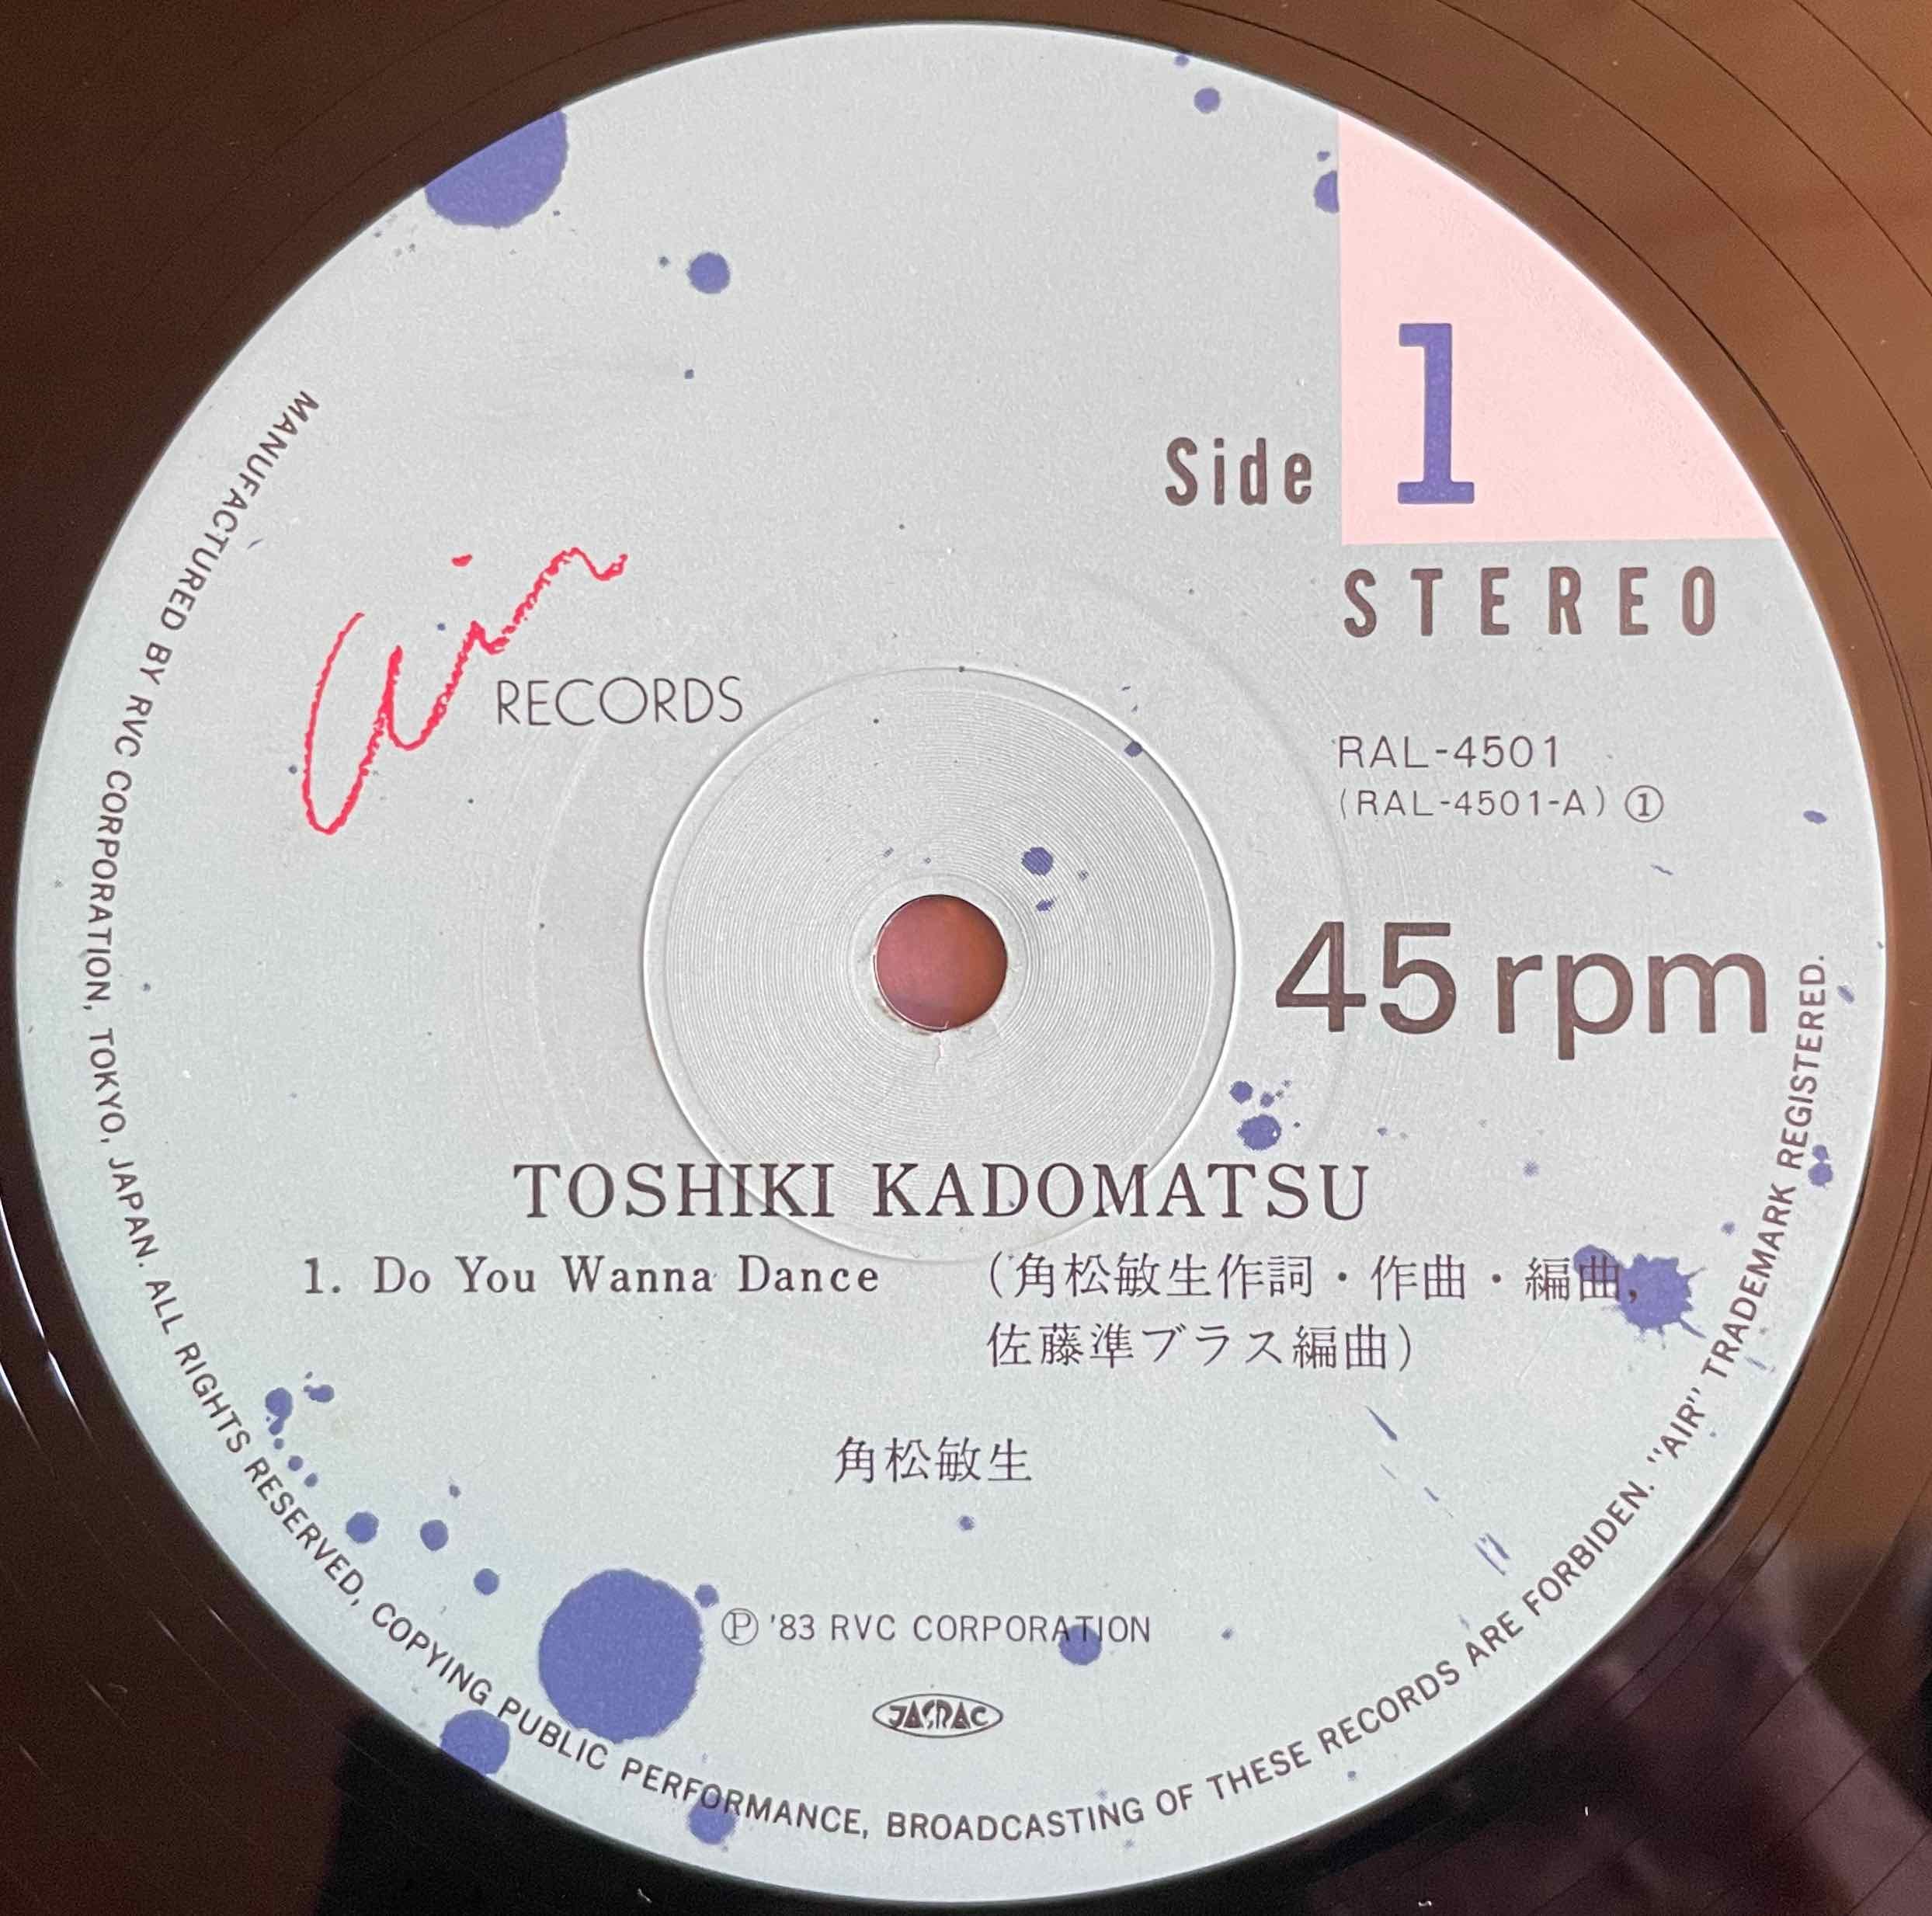 Side 1
STEREO
air
RECORDS
RAL-4501
(RAL-4501-A) ①
45 rpm
TOSHIKI KADOMATSU
1. Do You Wanna Dance (角松敏生作詞・作曲・編曲,
佐藤準ブラス編曲)
角松敏生
Ⓟ '83 RVC CORPORATION
JASRAC
MANUFACTURED BY RVC CORPORATION, TOKYO, JAPAN. ALL RIGHTS RESERVED, COPYING PUBLIC PERFORMANCE, BROADCASTING OF THESE RECORDS ARE FORBIDEN. "AIR" TRADEMARK REGISTERED.